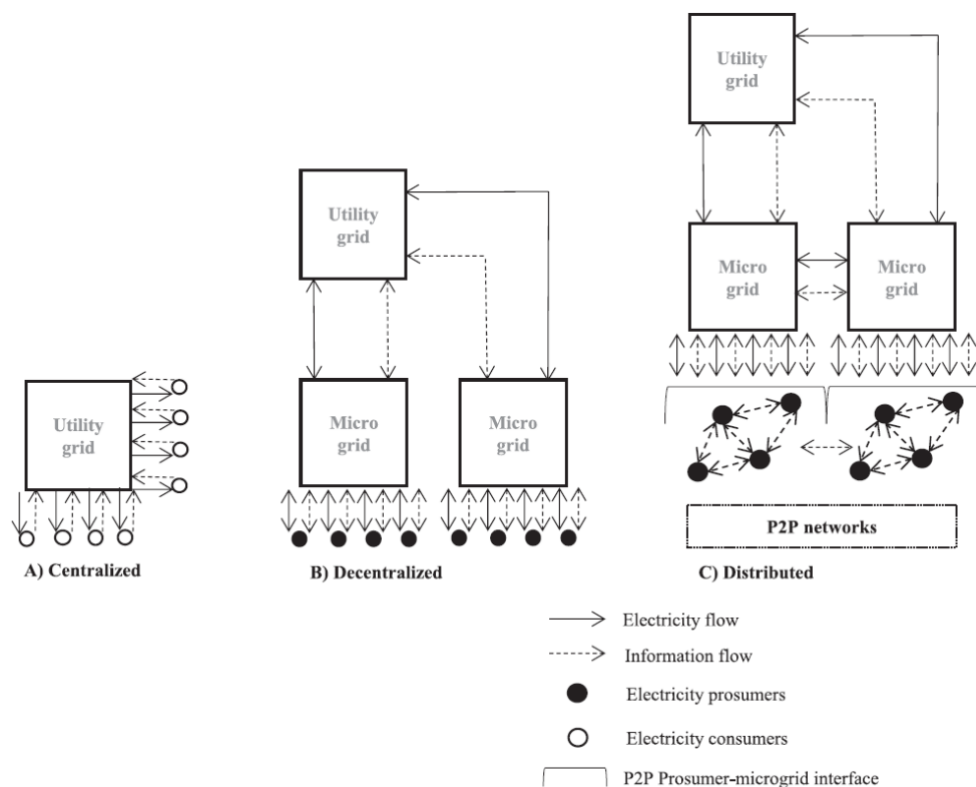 Utility
grid
A) Centralized
Utility
grid
Micro
grid
Micro
grid
B) Decentralized
Utility
grid
Micro
grid
Micro
grid
P2P networks
C) Distributed
Electricity flow
Information flow
Electricity prosumers
Electricity consumers
P2P Prosumer-microgrid interface